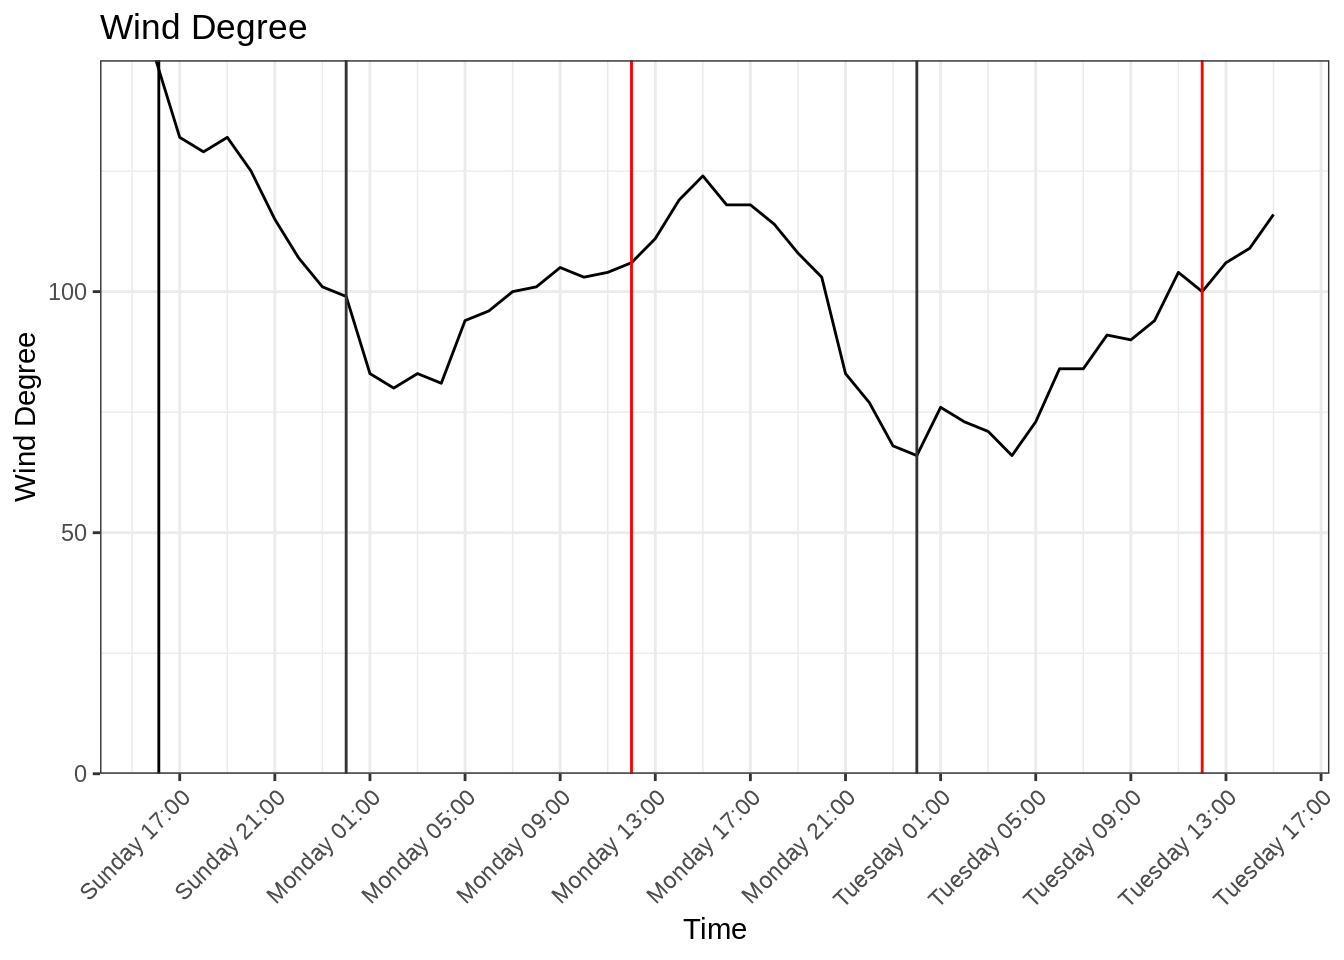 Wind Degree
Wind Degree
100
50
0
Sunday 17:00
Sunday 21:00
Monday 01:00
Monday 05:00
Monday 09:00
Monday 13:00
Monday 17:00
Monday 21:00
Tuesday 01:00
Tuesday 05:00
Tuesday 09:00
Tuesday 13:00
Tuesday 17:00
Time